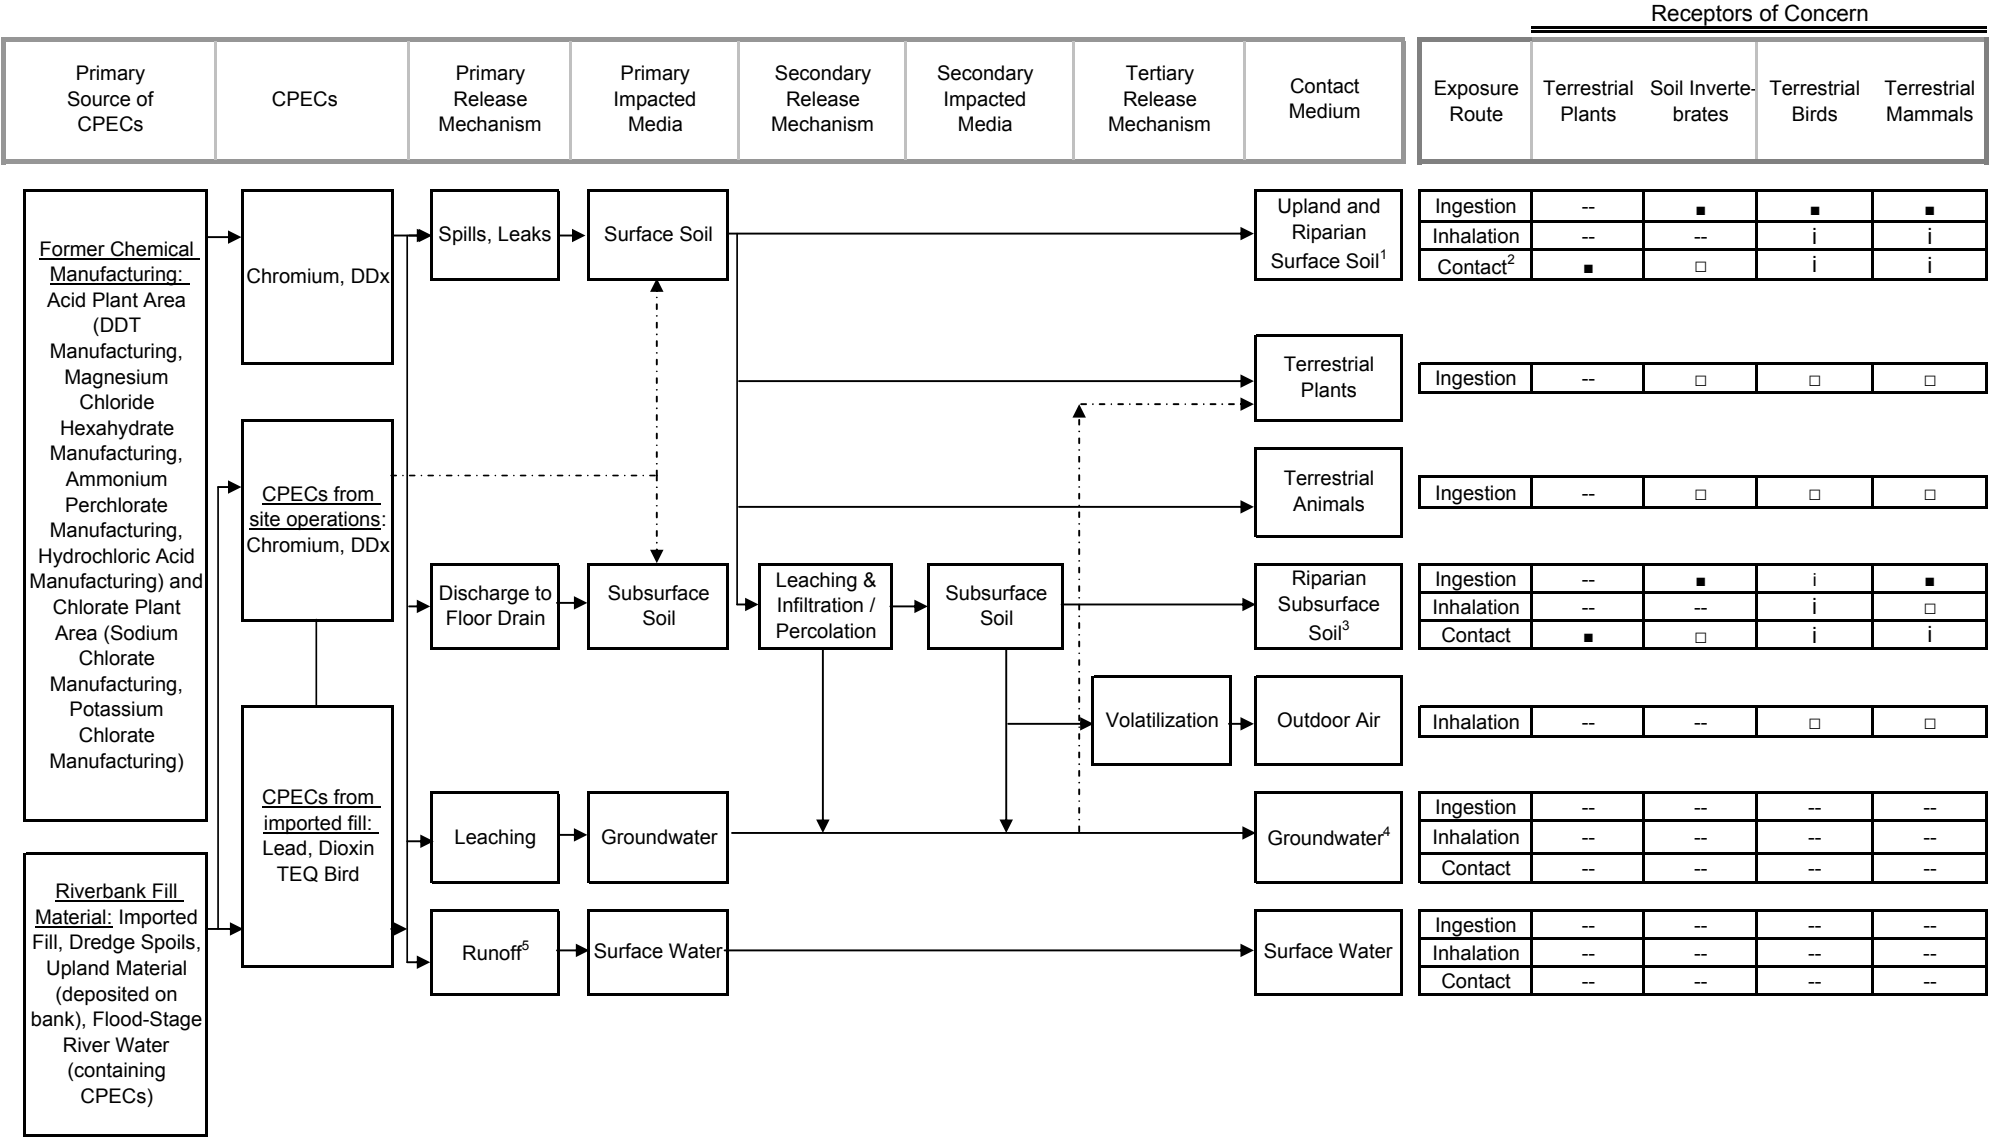 Receptors of Concern
Primary
Source of
CPECs
CPECs
Primary
Release
Mechanism
Primary
Impacted
Media
Secondary
Release
Mechanism
Secondary
Impacted
Media
Tertiary
Release
Mechanism
Contact
Medium
Exposure
Route
Terrestrial
Plants
Soil Inverte-
brates
Terrestrial
Birds
Terrestrial
Mammals
Former Chemical
Manufacturing:
Acid Plant Area
(DDT
Manufacturing,
Magnesium
Chloride
Hexahydrate
Manufacturing,
Ammonium
Perchlorate
Manufacturing,
Hydrochloric Acid
Manufacturing) and
Chlorate Plant
Area (Sodium
Chlorate
Manufacturing,
Potassium
Chlorate
Manufacturing)
Riverbank Fill
Material: Imported
Fill, Dredge Spoils,
Upland Material
(deposited on
bank), Flood-Stage
River Water
(containing
CPECs)
Chromium, DDx
CPECs from
site operations:
Chromium, DDx
CPECs from
imported fill:
Lead, Dioxin
TEQ Bird
Spills, Leaks
Surface Soil
Discharge to
Floor Drain
Subsurface
Soil
Leaching &
Infiltration /
Percolation
Subsurface
Soil
Volatilization
Leaching
Groundwater
Runoff5
Surface Water
Upland and
Riparian
Surface Soil1
Ingestion -- ■ ■ ■
Inhalation -- -- i i
Contact2 ■ □ i i
Terrestrial
Plants
Ingestion -- □ □ □
Terrestrial
Animals
Ingestion -- □ □ □
Riparian
Subsurface
Soil3
Ingestion -- ■ i ■
Inhalation -- -- i □
Contact ■ □ i i
Outdoor Air
Inhalation -- -- □ □
Groundwater4
Ingestion -- -- -- --
Inhalation -- -- -- --
Contact -- -- -- --
Surface Water
Ingestion -- -- -- --
Inhalation -- -- -- --
Contact -- -- -- --